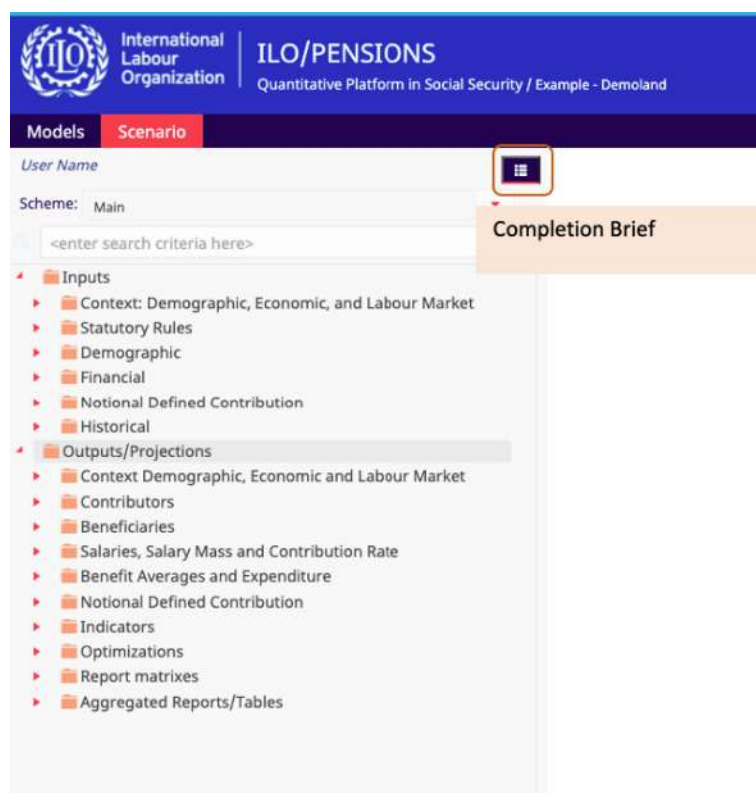 International
Labour
Organization
ILO/PENSIONS
Quantitative Platform in Social Security / Example - Demoland
Models
Scenario
User Name
Scheme:
Main
Completion Brief
<enter search criteria here>
Inputs
Context: Demographic, Economic, and Labour Market
Statutory Rules
Demographic
Financial
Notional Defined Contribution
Historical
Outputs/Projections
Context Demographic, Economic and Labour Market
Contributors
Beneficiaries
Salaries, Salary Mass and Contribution Rate
Benefit Averages and Expenditure
Notional Defined Contribution
Indicators
Optimizations
Report matrixes
Aggregated Reports/Tables